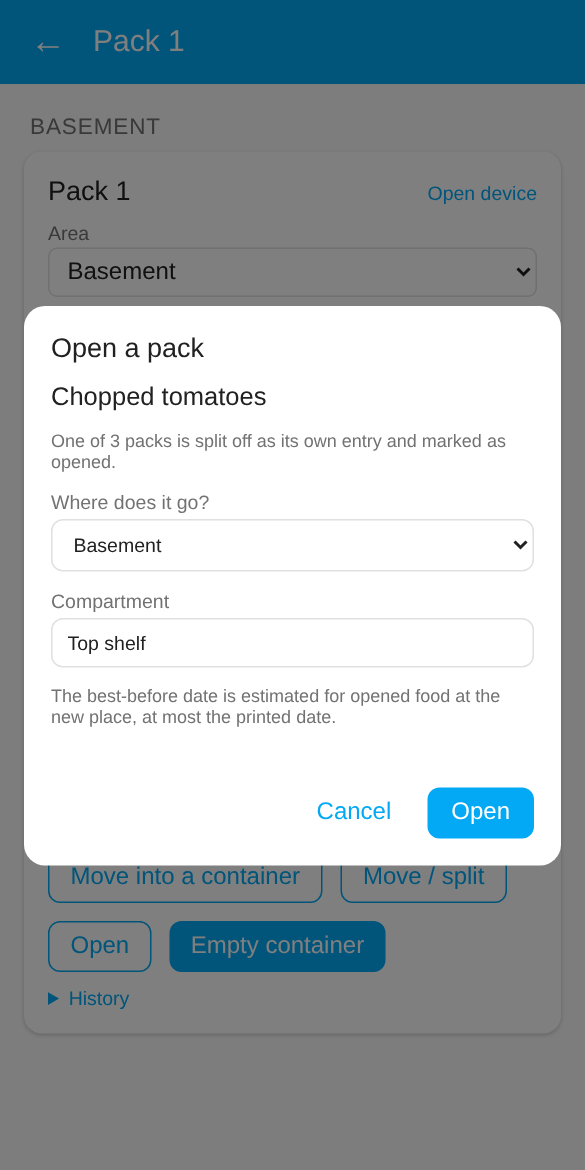 ← Pack 1
BASEMENT
Pack 1
Open device
Area
Basement
Open a pack
Chopped tomatoes
One of 3 packs is split off as its own entry and marked as
opened.
Where does it go?
Basement
Compartment
Top shelf
The best-before date is estimated for opened food at the
new place, at most the printed date.
Cancel
Open
Move into a container
Move / split
Open
Empty container
History